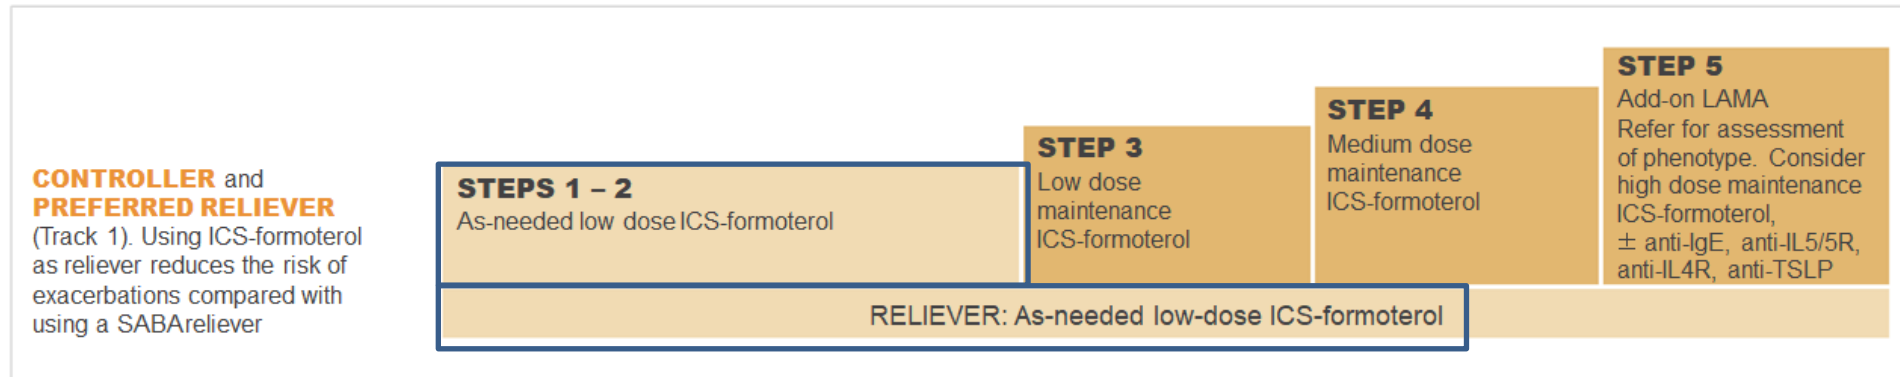 CONTROLLER and
PREFERRED RELIEVER
(Track 1). Using ICS-formoterol
as reliever reduces the risk of
exacerbations compared with
using a SABAreliever
STEPS 1 – 2
As-needed low dose ICS-formoterol
STEP 3
Low dose
maintenance
ICS-formoterol
STEP 4
Medium dose
maintenance
ICS-formoterol
STEP 5
Add-on LAMA
Refer for assessment
of phenotype. Consider
high dose maintenance
ICS-formoterol,
± anti-IgE, anti-IL5/5R,
anti-IL4R, anti-TSLP
RELIEVER: As-needed low-dose ICS-formoterol